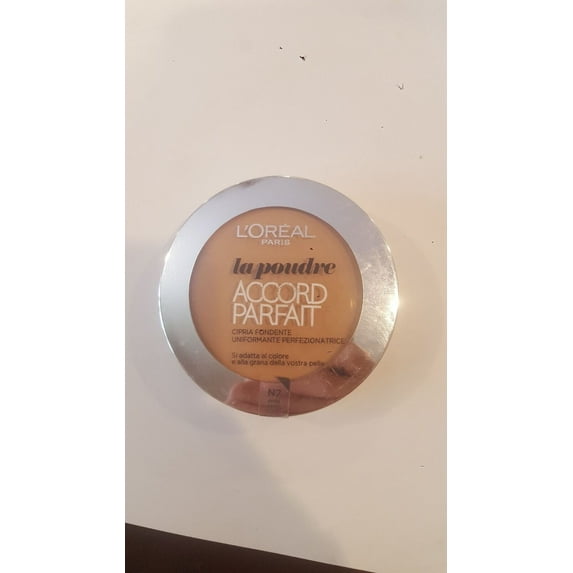 L'ORÉAL
PARIS
la poudre
ACCORD
PARFAIT
CIPRIA FONDENTE
UNIFORMANTE PERFEZIONATRICE
Si adatta al colore
e alla grana della vostra pelle
N7